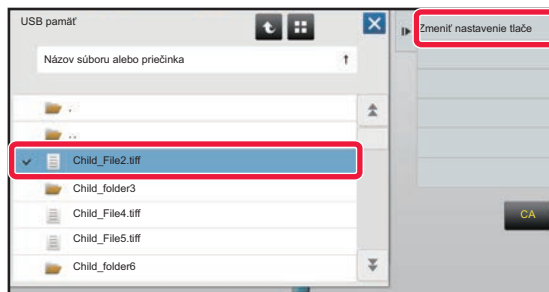 USB pamäť
Názov súboru alebo priečinka
.
..
Child_File2.tiff
Child_folder3
Child_File4.tiff
Child_File5.tiff
Child_folder6
Zmeniť nastavenie tlače
CA